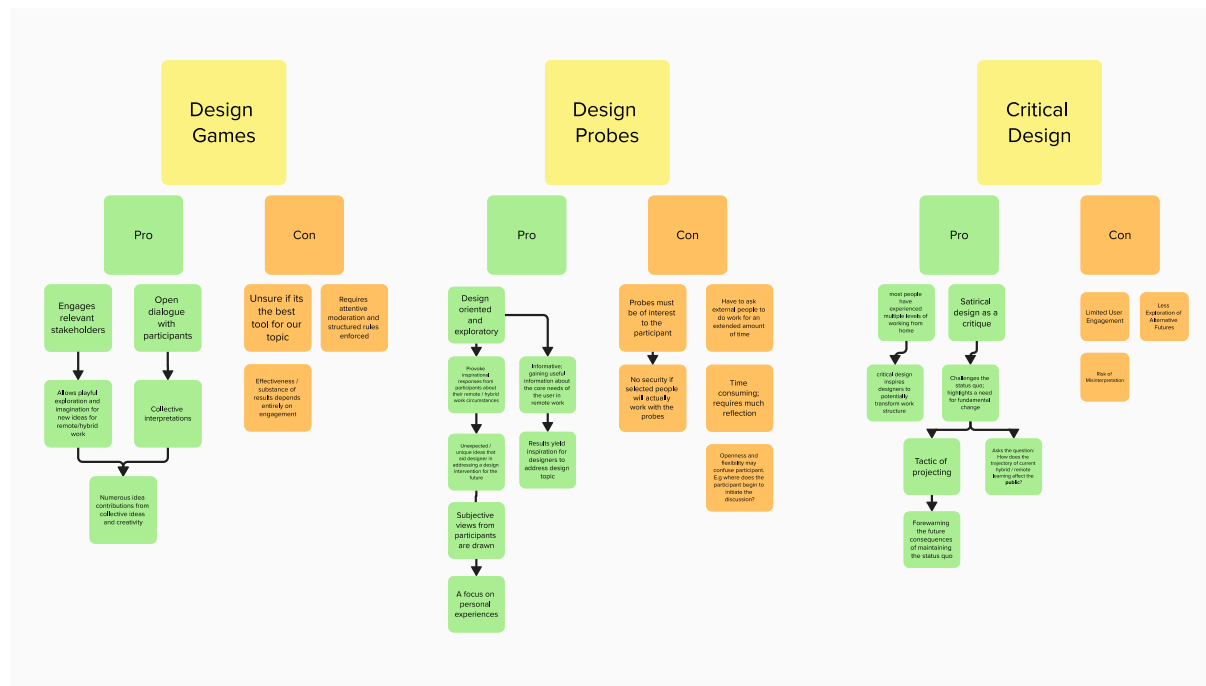 Design
Games
Pro
Con
Engages
relevant
stakeholders
Open
dialogue
with
participants
Unsure if its
the best
tool for our
topic
Requires
attentive
moderation and
structured rules
enforced
Allows playful
exploration and
imagination for
new ideas for
remote/hybrid
work
Collective
interpretations
Effectiveness /
substance of
results depends
entirely on
engagement
Numerous idea
contributions from
collective ideas
and creativity
Design
Probes
Pro
Con
Design
oriented
and
exploratory
Probes must
be of interest
to the
participant
Have to ask
external people to
do work for an
extended amount
of time
Provoke
inspirational
responses from
participants about
their remote / hybrid
work circumstances
Informative;
gaining useful
information about
the core needs of
the user in
remote work
No security if
selected people
will actually
work with the
probes
Time
consuming;
requires much
reflection
Unexpected /
unique ideas that
aid designer in
addressing a design
intervention for the
future
Results yield
inspiration for
designers to
address design
topic
Openness and
flexibility may
confuse participant.
E.g where does the
participant begin to
initiate the
discussion?
Subjective
views from
participants
are drawn
A focus on
personal
experiences
Critical
Design
Pro
Con
most people
have
experienced
multiple levels of
working from
home
Satirical
design as a
critique
Limited User
Engagement
Less
Exploration of
Alternative
Futures
critical design
inspires
designers to
potentially
transform work
structure
Challenges the
status quo;
highlights a need
for fundamental
change
Risk of
Misinterpretation
Tactic of
projecting
Asks the question:
How does the
trajectory of current
hybrid / remote
learning effect the
public?
Forewarning
the future
consequences
of maintaining
the status quo